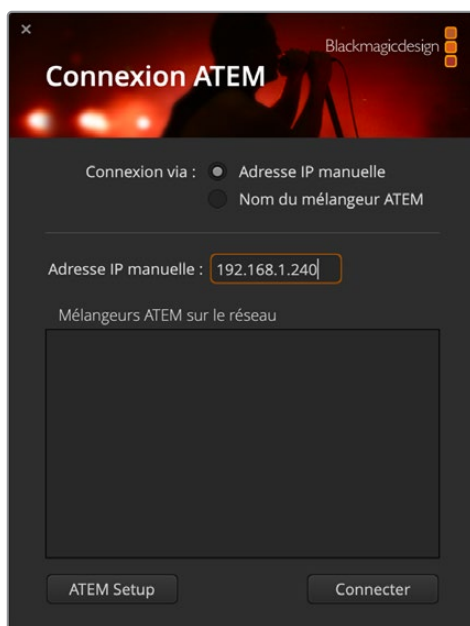 Blackmagicdesign
Connexion ATEM
Connexion via : Adresse IP manuelle
Nom du mélangeur ATEM
Adresse IP manuelle : 192.168.1.240
Mélangeurs ATEM sur le réseau
ATEM Setup Connecter